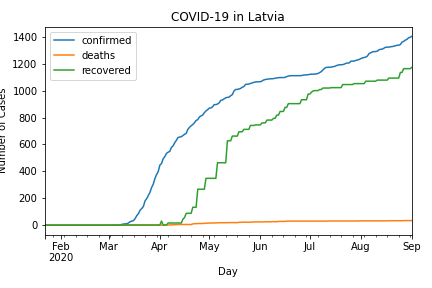 COVID-19 in Latvia
confirmed
deaths
recovered
Number of Cases
1400
1200
1000
800
600
400
200
0
Feb
2020
Mar
Apr
May
Jun
Jul
Aug
Sep
Day